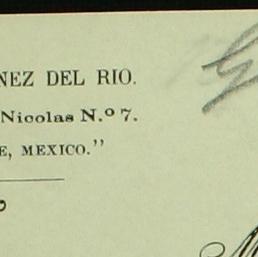 NEZ DEL RIO.
Nicolas N.º 7.
E, MEXICO."